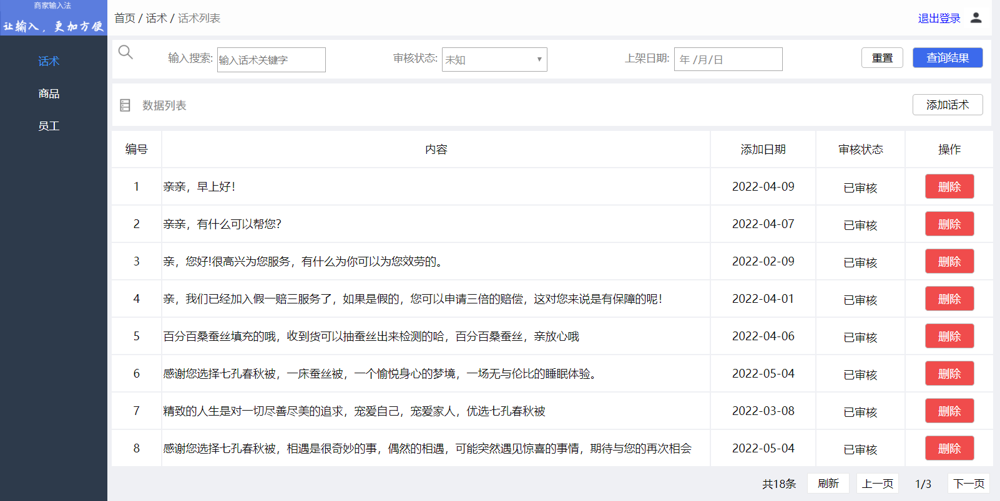 商家输入法
让输入，更加方便
首页 / 话术 / 话术列表
退出登录
话术
商品
员工
输入搜索: 输入话术关键字 审核状态: 未知 上架日期: 年 /月/日 重置 查询结果
数据列表 添加话术
编号 内容 添加日期 审核状态 操作
1 亲亲，早上好！ 2022-04-09 已审核 删除
2 亲亲，有什么可以帮您？ 2022-04-07 已审核 删除
3 亲，您好!很高兴为您服务，有什么为你可以为您效劳的。 2022-02-09 已审核 删除
4 亲，我们已经加入假一赔三服务了，如果是假的，您可以申请三倍的赔偿，这对您来说是有保障的呢！ 2022-04-01 已审核 删除
5 百分百桑蚕丝填充的哦，收到货可以抽蚕丝出来检测的哈，百分百桑蚕丝，亲放心哦 2022-04-06 已审核 删除
6 感谢您选择七孔春秋被，一床蚕丝被，一个愉悦身心的梦境，一场无与伦比的睡眠体验。 2022-05-04 已审核 删除
7 精致的人生是对一切尽善尽美的追求，宠爱自己，宠爱家人，优选七孔春秋被 2022-03-08 已审核 删除
8 感谢您选择七孔春秋被，相遇是很奇妙的事，偶然的相遇，可能突然遇见惊喜的事情，期待与您的再次相会 2022-05-04 已审核 删除
共18条 刷新 上一页 1/3 下一页